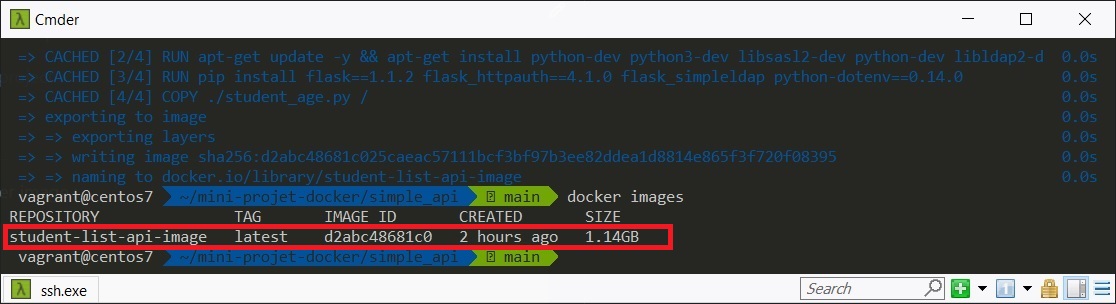 Cmder
=> CACHED [2/4] RUN apt-get update -y && apt-get install python-dev python3-dev libsasl2-dev python-dev libldap2-d 0.0s
=> CACHED [3/4] RUN pip install flask==1.1.2 flask_httpauth==4.1.0 flask_simpleldap python-dotenv==0.14.0 0.0s
=> CACHED [4/4] COPY ./student_age.py / 0.0s
=> exporting to image 0.0s
=> => exporting layers 0.0s
=> => writing image sha256:d2abc48681c025caeac57111bcf3bf97b3ee82ddea1d8814e865f3f720f08395 0.0s
=> => naming to docker.io/library/student-list-api-image 0.0s
vagrant@centos7 ~/mini-projet-docker/simple_api main docker images
REPOSITORY TAG IMAGE ID CREATED SIZE
student-list-api-image latest d2abc48681c0 2 hours ago 1.14GB
vagrant@centos7 ~/mini-projet-docker/simple_api main
ssh.exe Search 1